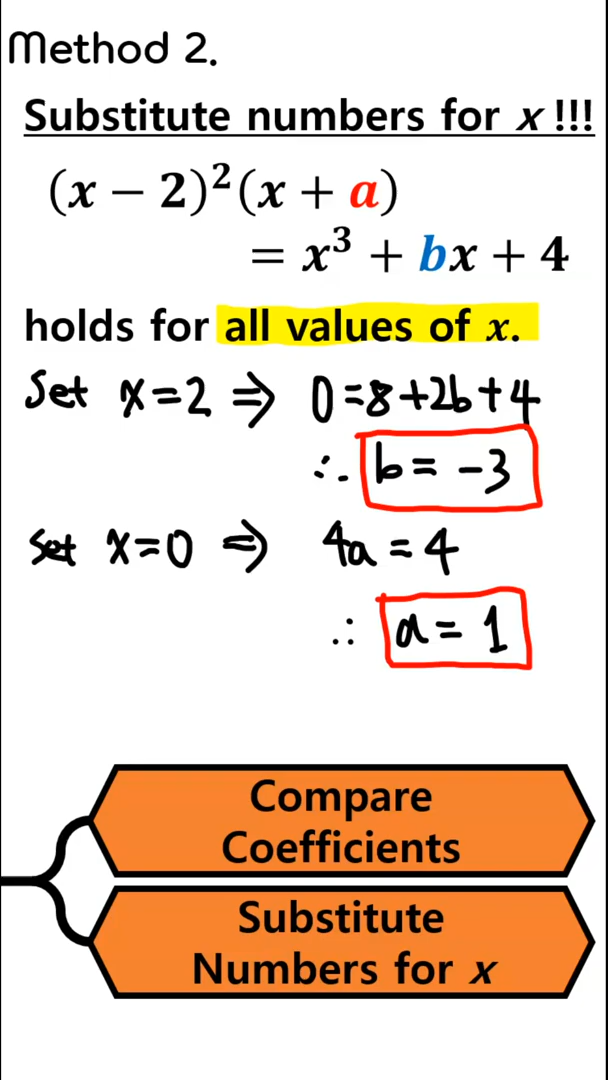 Method 2.
Substitute numbers for x !!!
(x − 2)²(x + a)
= x³ + bx + 4
holds for all values of x.
Set x=2 ⇒ 0=8+2b+4
∴ b= −3
Set x=0 ⇒ 4a=4
∴ a= 1
Compare
Coefficients
Substitute
Numbers for x